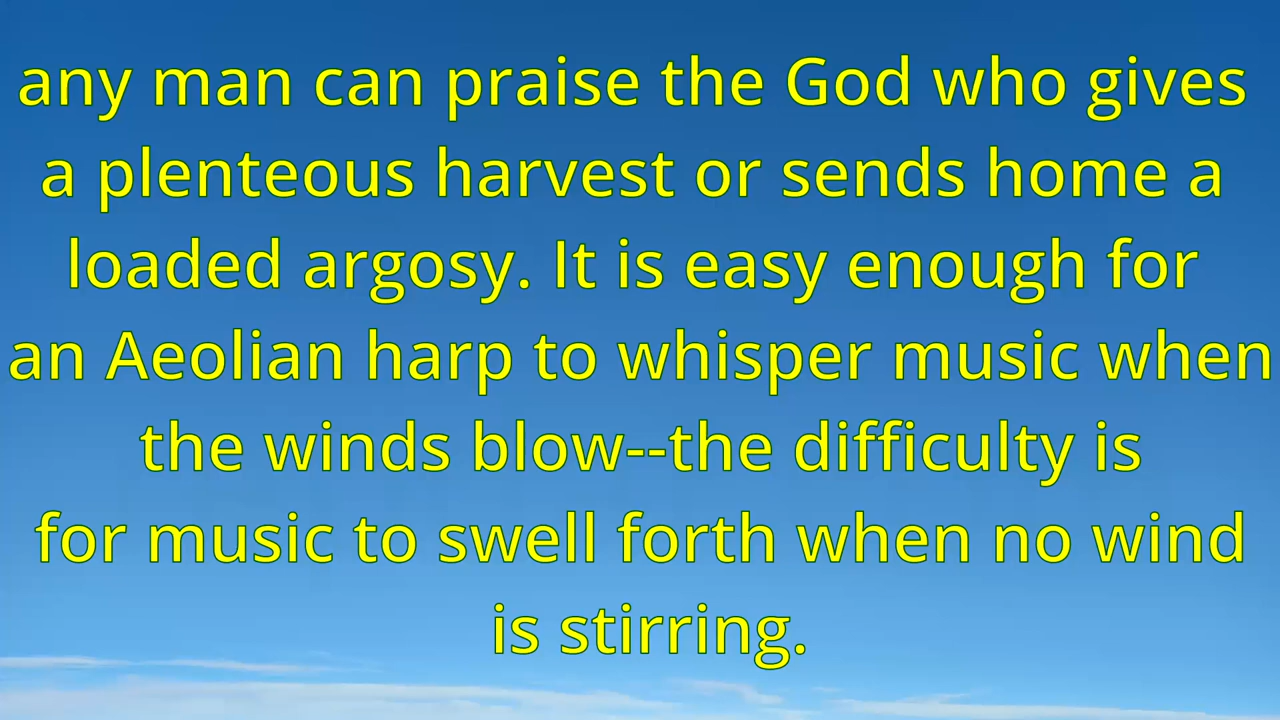 any man can praise the God who gives
a plenteous harvest or sends home a
loaded argosy. It is easy enough for
an Aeolian harp to whisper music when
the winds blow--the difficulty is
for music to swell forth when no wind
is stirring.